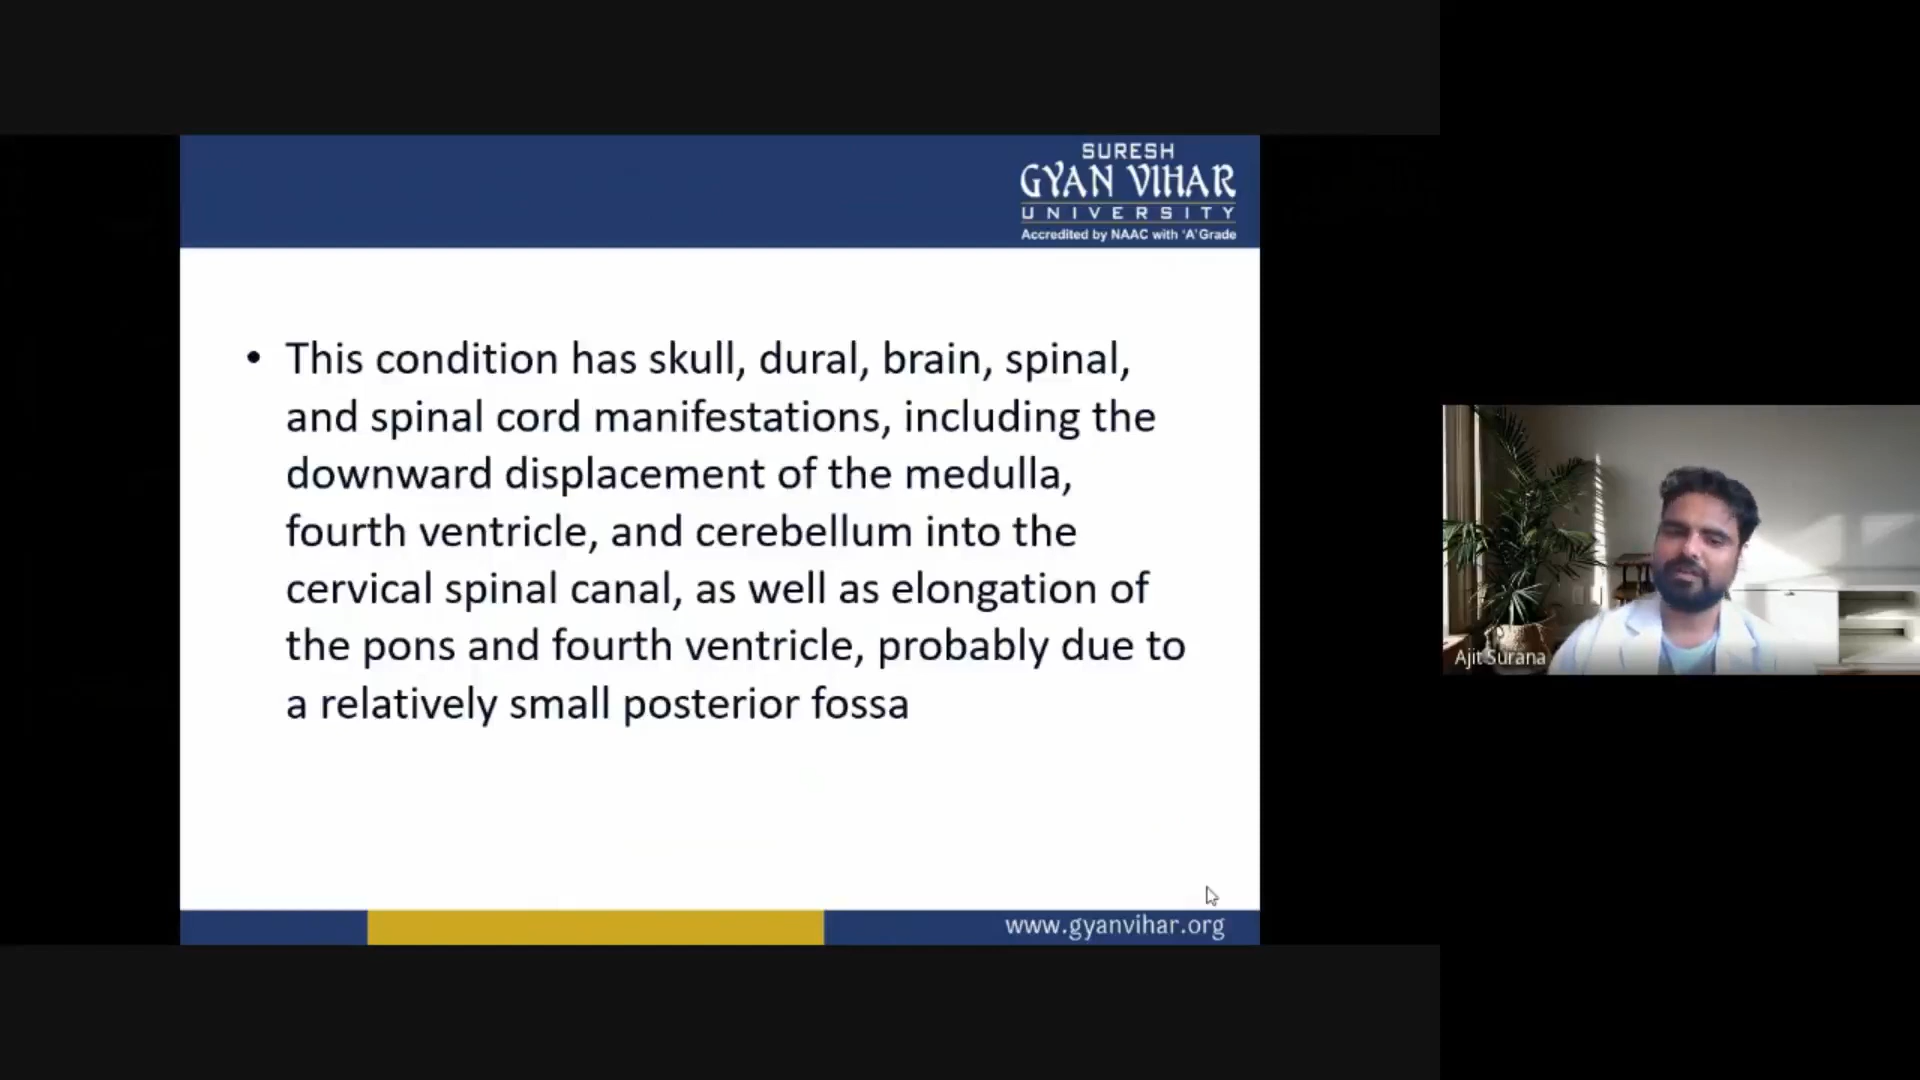 SURESH
GYAN VIHAR
UNIVERSITY
Accredited by NAAC with 'A' Grade
• This condition has skull, dural, brain, spinal,
and spinal cord manifestations, including the
downward displacement of the medulla,
fourth ventricle, and cerebellum into the
cervical spinal canal, as well as elongation of
the pons and fourth ventricle, probably due to
a relatively small posterior fossa
Ajit Surana
www.gyanvihar.org